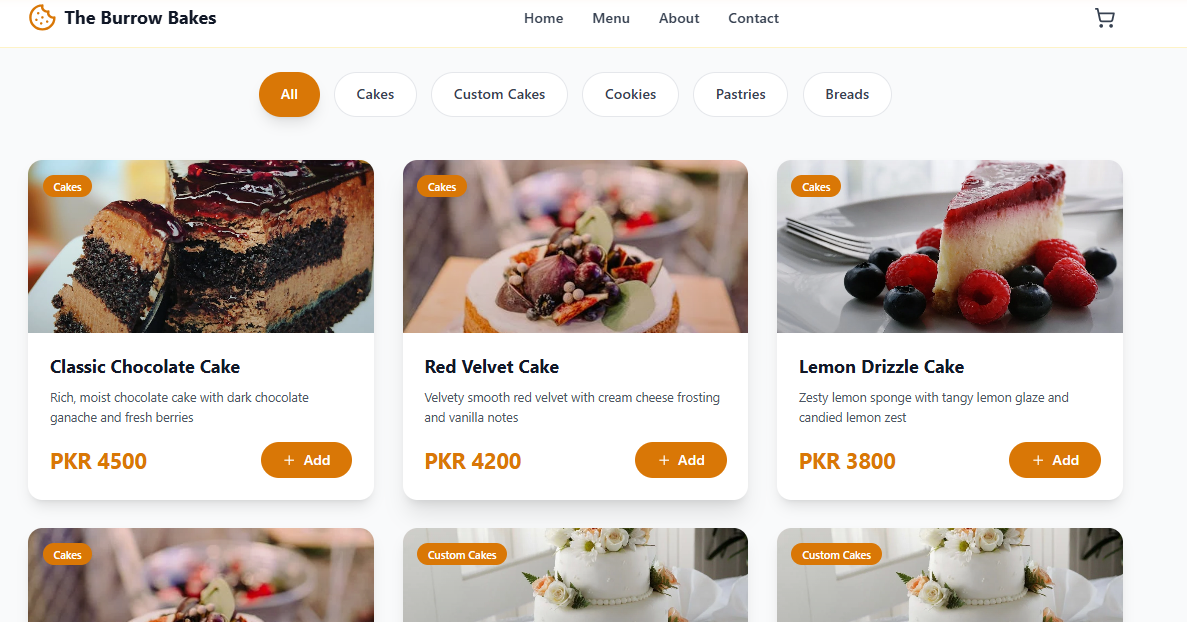 The Burrow Bakes
Home Menu About Contact
All Cakes Custom Cakes Cookies Pastries Breads
Cakes
Classic Chocolate Cake
Rich, moist chocolate cake with dark chocolate
ganache and fresh berries
PKR 4500
+ Add
Cakes
Red Velvet Cake
Velvety smooth red velvet with cream cheese frosting
and vanilla notes
PKR 4200
+ Add
Cakes
Lemon Drizzle Cake
Zesty lemon sponge with tangy lemon glaze and
candied lemon zest
PKR 3800
+ Add
Cakes
Custom Cakes
Custom Cakes